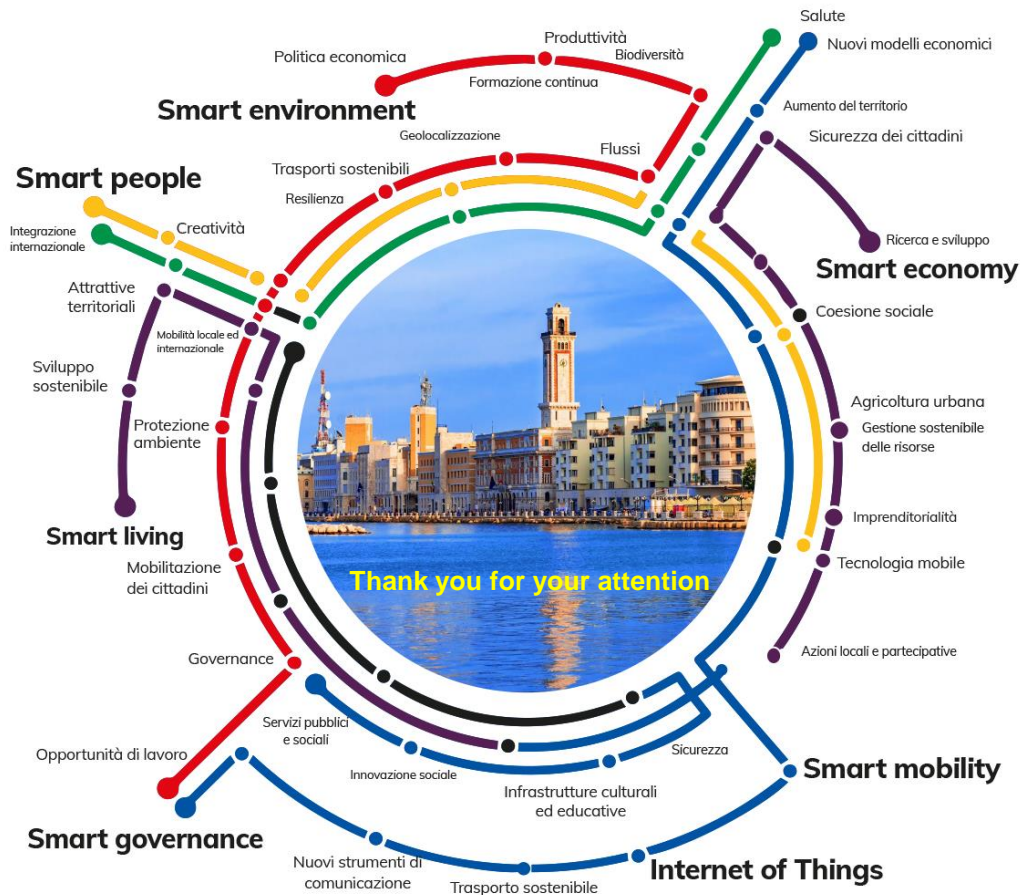 Salute
Nuovi modelli economici
Produttività
Biodiversità
Politica economica
Formazione continua
Smart environment
Aumento del territorio
Sicurezza dei cittadini
Geolocalizzazione
Flussi
Trasporti sostenibili
Resilienza
Smart people
Creatività
Integrazione
internazionale
Ricerca e sviluppo
Smart economy
Attrattive
territoriali
Coesione sociale
Mobilità locale ed
internazionale
Sviluppo
sostenibile
Agricoltura urbana
Protezione
ambiente
Gestione sostenibile
delle risorse
Smart living
Imprenditorialità
Mobilitazione
dei cittadini
Tecnologia mobile
Thank you for your attention
Governance
Azioni locali e partecipative
Servizi pubblici
e sociali
Opportunità di lavoro
Innovazione sociale
Sicurezza
Smart mobility
Infrastrutture culturali
ed educative
Smart governance
Nuovi strumenti di
comunicazione
Trasporto sostenibile
Internet of Things